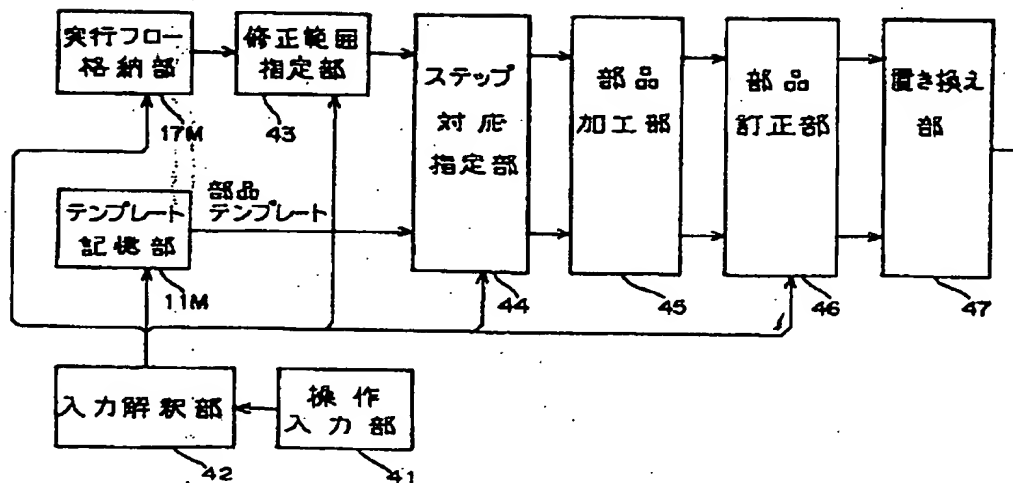 実行フロー
格納部
17M
修正範囲
指定部
43
ステップ
対応
指定部
44
部品
加工部
45
部品
訂正部
46
置き換え
部
47
テンプレート
記憶部
11M
部品
テンプレート
入力解釈部
42
操作
入力部
41